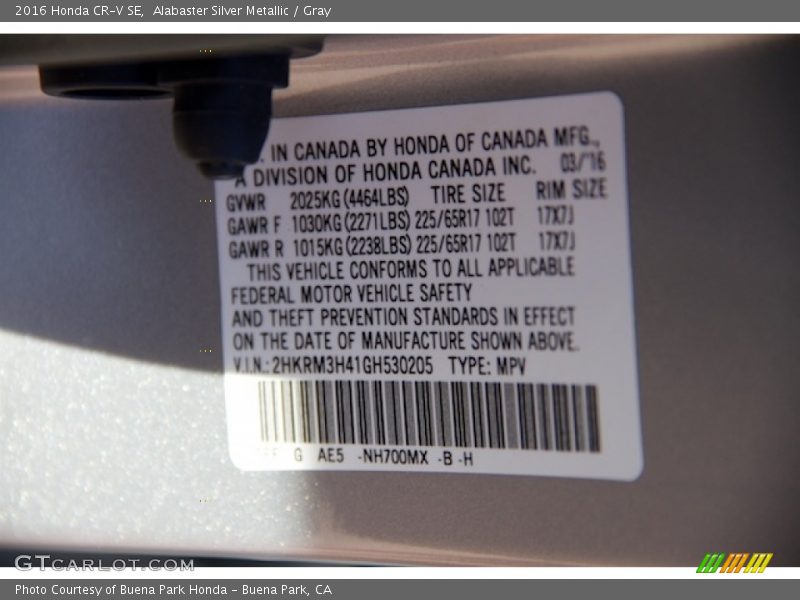 2016 Honda CR-V SE, Alabaster Silver Metallic / Gray
IN CANADA BY HONDA OF CANADA MFG.,
A DIVISION OF HONDA CANADA INC. 03/'16
GVWR 2025KG(4464LBS) TIRE SIZE RIM SIZE
GAWR F 1030KG(2271LBS) 225/65R17 102T 17X7J
GAWR R 1015KG(2238LBS) 225/65R17 102T 17X7J
THIS VEHICLE CONFORMS TO ALL APPLICABLE
FEDERAL MOTOR VEHICLE SAFETY
AND THEFT PREVENTION STANDARDS IN EFFECT
ON THE DATE OF MANUFACTURE SHOWN ABOVE.
V.I.N.: 2HKRM3H41GH530205 TYPE: MPV
G AE5 -NH700MX -B -H
GTCARLOT.COM
Photo Courtesy of Buena Park Honda - Buena Park, CA